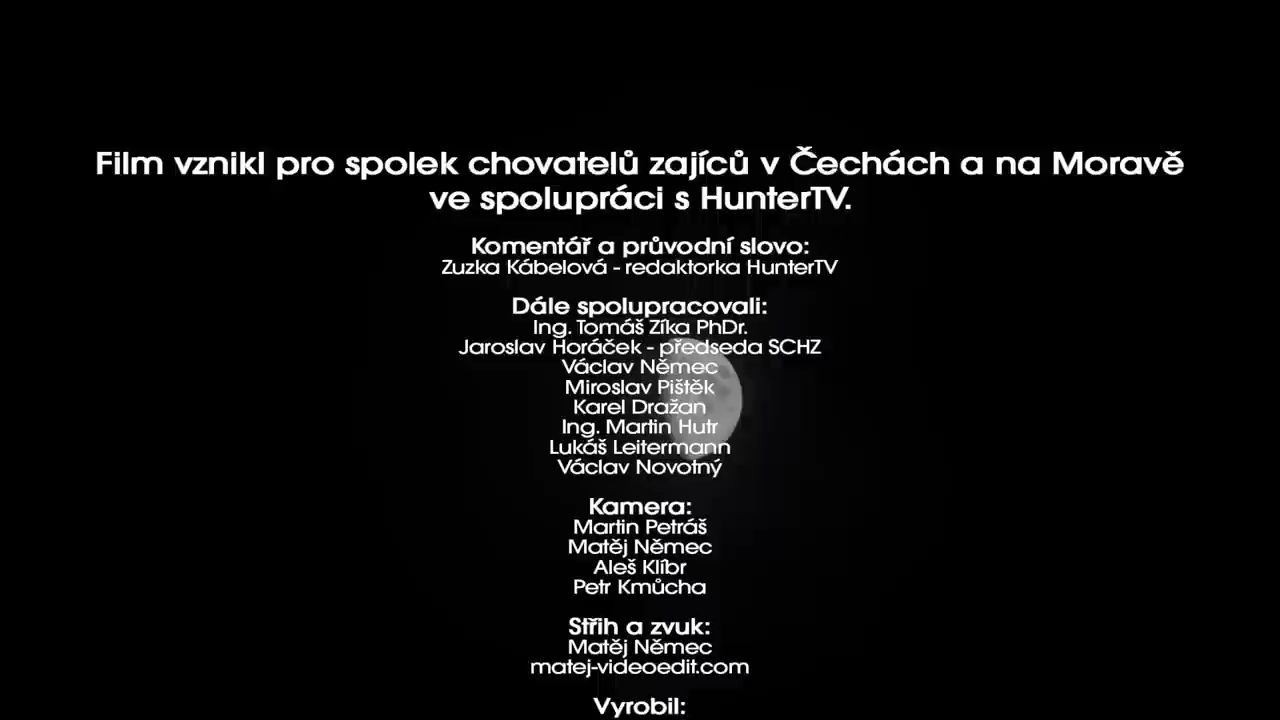 Film vznikl pro spolek chovatelů zajíců v Čechách a na Moravě
ve spolupráci s HunterTV.
Komentář a průvodní slovo:
Zuzka Kábelová - redaktorka HunterTV
Dále spolupracovali:
Ing. Tomáš Zíka PhDr.
Jaroslav Horáček - předseda SCHZ
Václav Němec
Miroslav Pištěk
Karel Dražan
Ing. Martin Hutr
Lukáš Leitermann
Václav Novotný
Kamera:
Martin Petráš
Matěj Němec
Aleš Klíbr
Petr Kmůcha
Střih a zvuk:
Matěj Němec
matej-videoedit.com
Vyrobil: